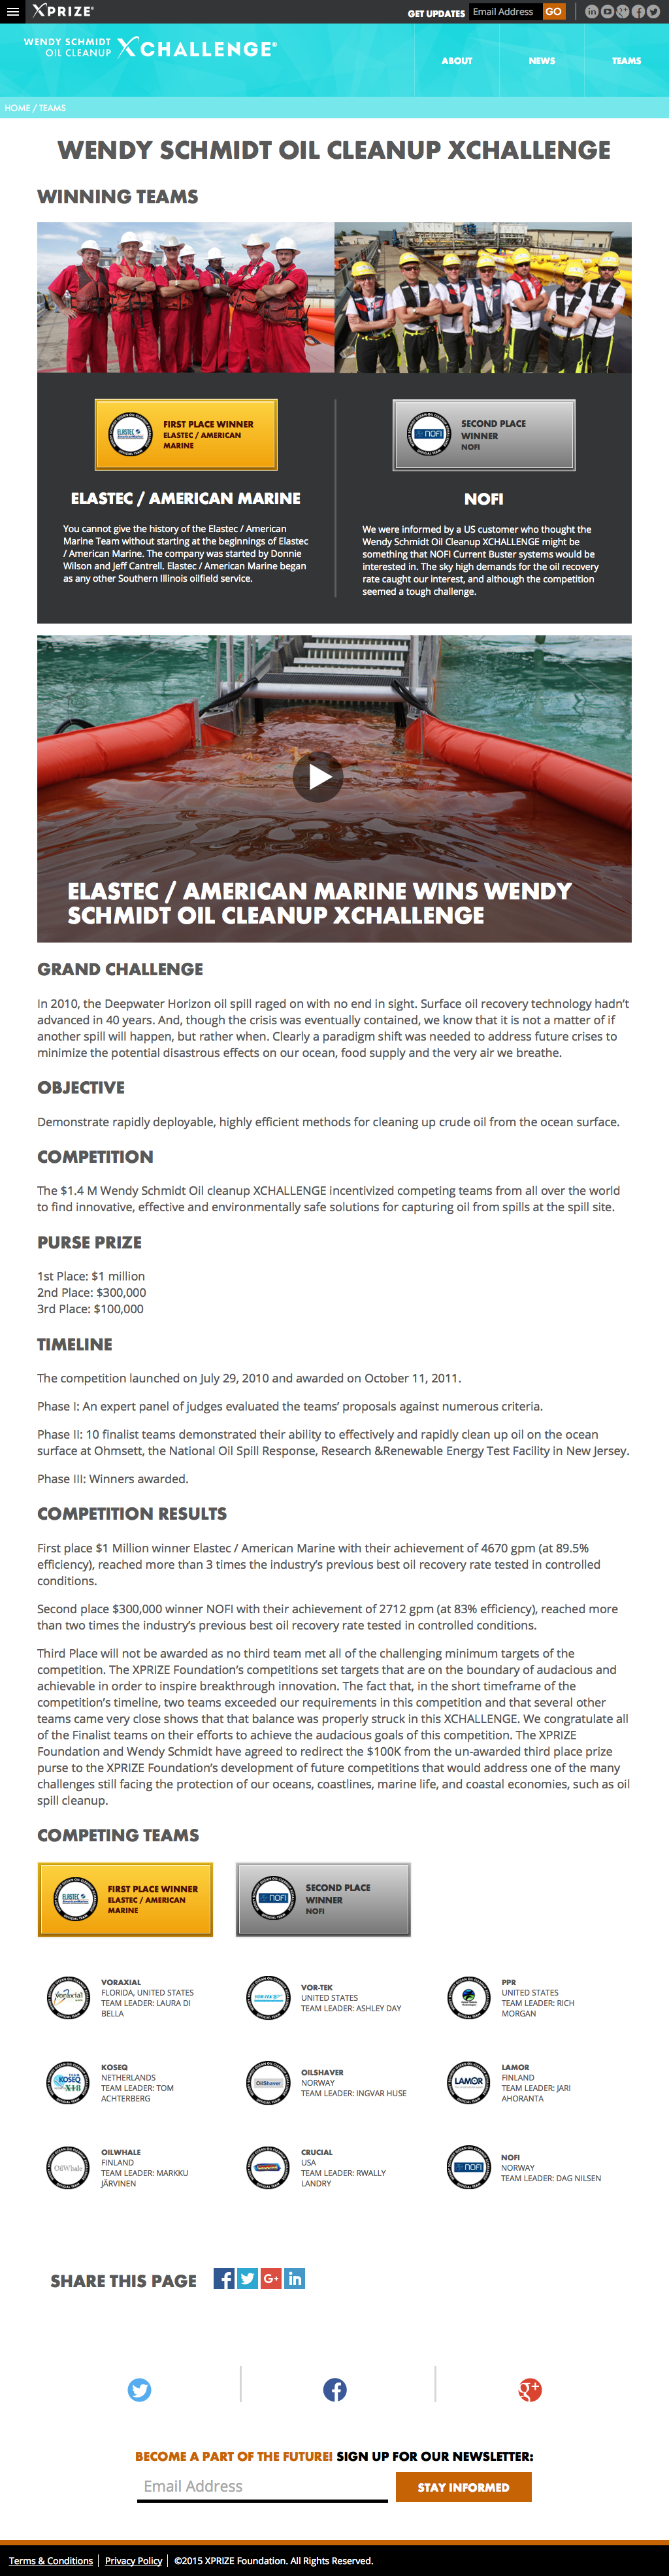 XPRIZE®
GET UPDATES
Email Address
GO
WENDY SCHMIDT
OIL CLEANUP
XCHALLENGE®
ABOUT
NEWS
TEAMS
HOME / TEAMS
WENDY SCHMIDT OIL CLEANUP XCHALLENGE
WINNING TEAMS
ELASTEC
FIRST PLACE WINNER
ELASTEC / AMERICAN
MARINE
NOFI
SECOND PLACE
WINNER
NOFI
ELASTEC / AMERICAN MARINE
You cannot give the history of the Elastec / American
Marine Team without starting at the beginnings of Elastec
/ American Marine. The company was started by Donnie
Wilson and Jeff Cantrell. Elastec / American Marine began
as any other Southern Illinois oilfield service.
NOFI
We were informed by a US customer who thought the
Wendy Schmidt Oil Cleanup XCHALLENGE might be
something that NOFI Current Buster systems would be
interested in. The sky high demands for the oil recovery
rate caught our interest, and although the competition
seemed a tough challenge.
ELASTEC / AMERICAN MARINE WINS WENDY
SCHMIDT OIL CLEANUP XCHALLENGE
GRAND CHALLENGE
In 2010, the Deepwater Horizon oil spill raged on with no end in sight. Surface oil recovery technology hadn't
advanced in 40 years. And, though the crisis was eventually contained, we know that it is not a matter of if
another spill will happen, but rather when. Clearly a paradigm shift was needed to address future crises to
minimize the potential disastrous effects on our ocean, food supply and the very air we breathe.
OBJECTIVE
Demonstrate rapidly deployable, highly efficient methods for cleaning up crude oil from the ocean surface.
COMPETITION
The $1.4 M Wendy Schmidt Oil cleanup XCHALLENGE incentivized competing teams from all over the world
to find innovative, effective and environmentally safe solutions for capturing oil from spills at the spill site.
PURSE PRIZE
1st Place: $1 million
2nd Place: $300,000
3rd Place: $100,000
TIMELINE
The competition launched on July 29, 2010 and awarded on October 11, 2011.
Phase I: An expert panel of judges evaluated the teams' proposals against numerous criteria.
Phase II: 10 finalist teams demonstrated their ability to effectively and rapidly clean up oil on the ocean
surface at Ohmsett, the National Oil Spill Response, Research &Renewable Energy Test Facility in New Jersey.
Phase III: Winners awarded.
COMPETITION RESULTS
First place $1 Million winner Elastec / American Marine with their achievement of 4670 gpm (at 89.5%
efficiency), reached more than 3 times the industry's previous best oil recovery rate tested in controlled
conditions.
Second place $300,000 winner NOFI with their achievement of 2712 gpm (at 83% efficiency), reached more
than two times the industry's previous best oil recovery rate tested in controlled conditions.
Third Place will not be awarded as no third team met all of the challenging minimum targets of the
competition. The XPRIZE Foundation's competitions set targets that are on the boundary of audacious and
achievable in order to inspire breakthrough innovation. The fact that, in the short timeframe of the
competition's timeline, two teams exceeded our requirements in this competition and that several other
teams came very close shows that that balance was properly struck in this XCHALLENGE. We congratulate all
of the Finalist teams on their efforts to achieve the audacious goals of this competition. The XPRIZE
Foundation and Wendy Schmidt have agreed to redirect the $100K from the un-awarded third place prize
purse to the XPRIZE Foundation's development of future competitions that would address one of the many
challenges still facing the protection of our oceans, coastlines, marine life, and coastal economies, such as oil
spill cleanup.
COMPETING TEAMS
ELASTEC
FIRST PLACE WINNER
ELASTEC / AMERICAN
MARINE
NOFI
SECOND PLACE
WINNER
NOFI
Voraxial
VORAXIAL
FLORIDA, UNITED STATES
TEAM LEADER: LAURA DI
BELLA
VOR-TEK
VOR-TEK
UNITED STATES
TEAM LEADER: ASHLEY DAY
PPR
UNITED STATES
TEAM LEADER: RICH
MORGAN
KOSEQ
KOSEQ
NETHERLANDS
TEAM LEADER: TOM
ACHTERBERG
OilShaver
OILSHAVER
NORWAY
TEAM LEADER: INGVAR HUSE
LAMOR
LAMOR
FINLAND
TEAM LEADER: JARI
AHORANTA
OilWhale
OILWHALE
FINLAND
TEAM LEADER: MARKKU
JÄRVINEN
CRUCIAL
USA
TEAM LEADER: RWALLY
LANDRY
NOFI
NOFI
NORWAY
TEAM LEADER: DAG NILSEN
SHARE THIS PAGE
BECOME A PART OF THE FUTURE! SIGN UP FOR OUR NEWSLETTER:
Email Address
STAY INFORMED
Terms & Conditions
Privacy Policy
©2015 XPRIZE Foundation. All Rights Reserved.